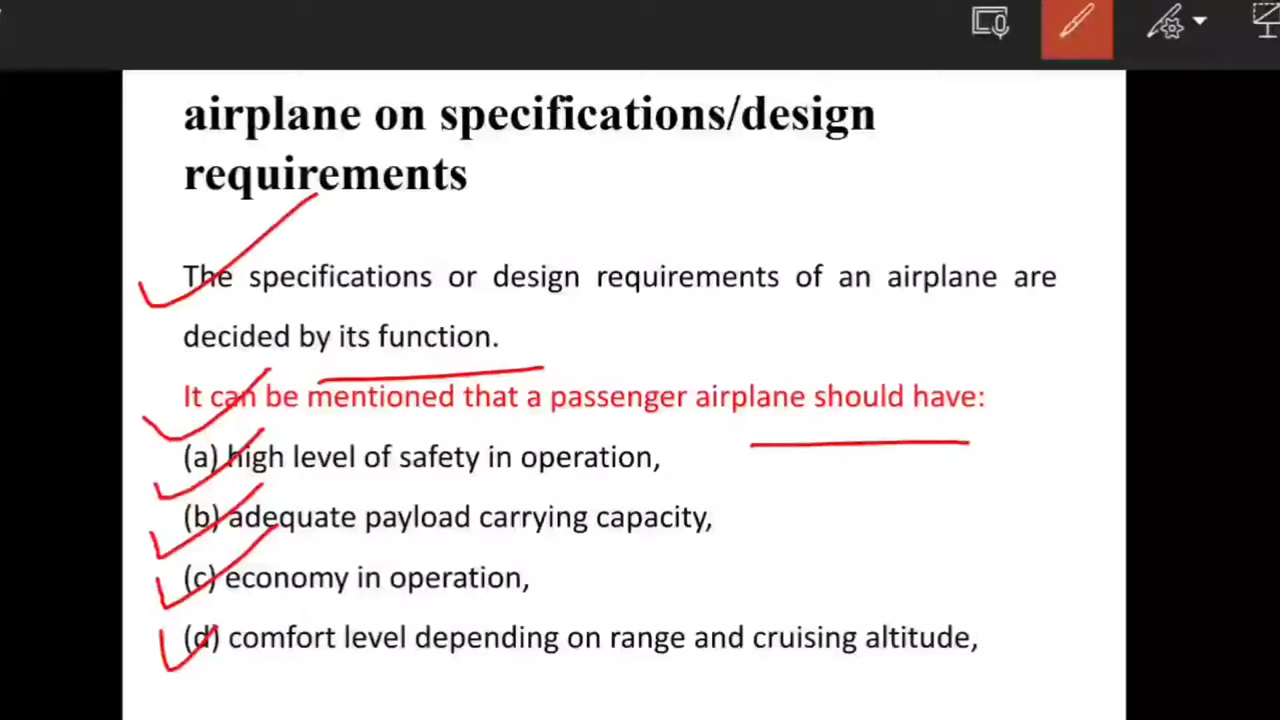 airplane on specifications/design
requirements
The specifications or design requirements of an airplane are
decided by its function.
It can be mentioned that a passenger airplane should have:
(a) high level of safety in operation,
(b) adequate payload carrying capacity,
(c) economy in operation,
(d) comfort level depending on range and cruising altitude,